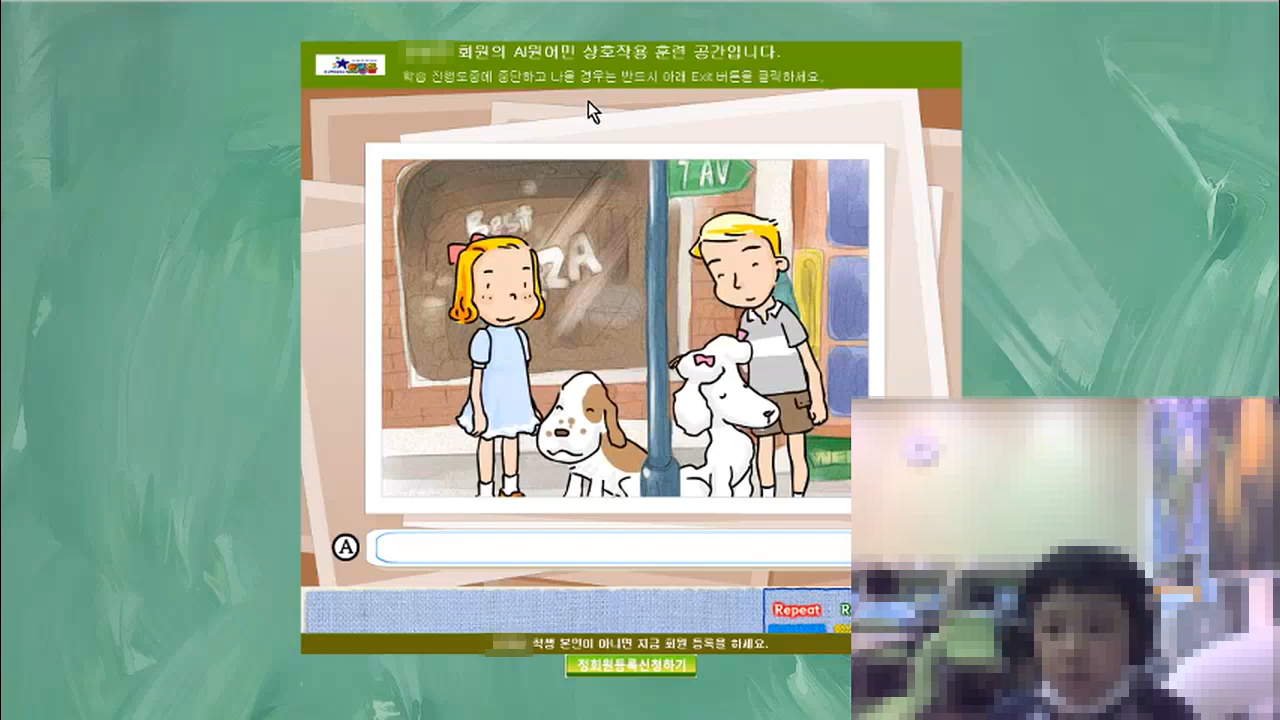 회원의 AI원어민 상호작용 훈련 공간입니다.
학습 진행도중에 중단하고 나올 경우는 반드시 아래 Exit 버튼을 클릭하세요.
7 AV
Best
ZA
A
Repeat
학생 본인이 아니면 지금 회원 등록을 하세요.
정회원등록신청하기